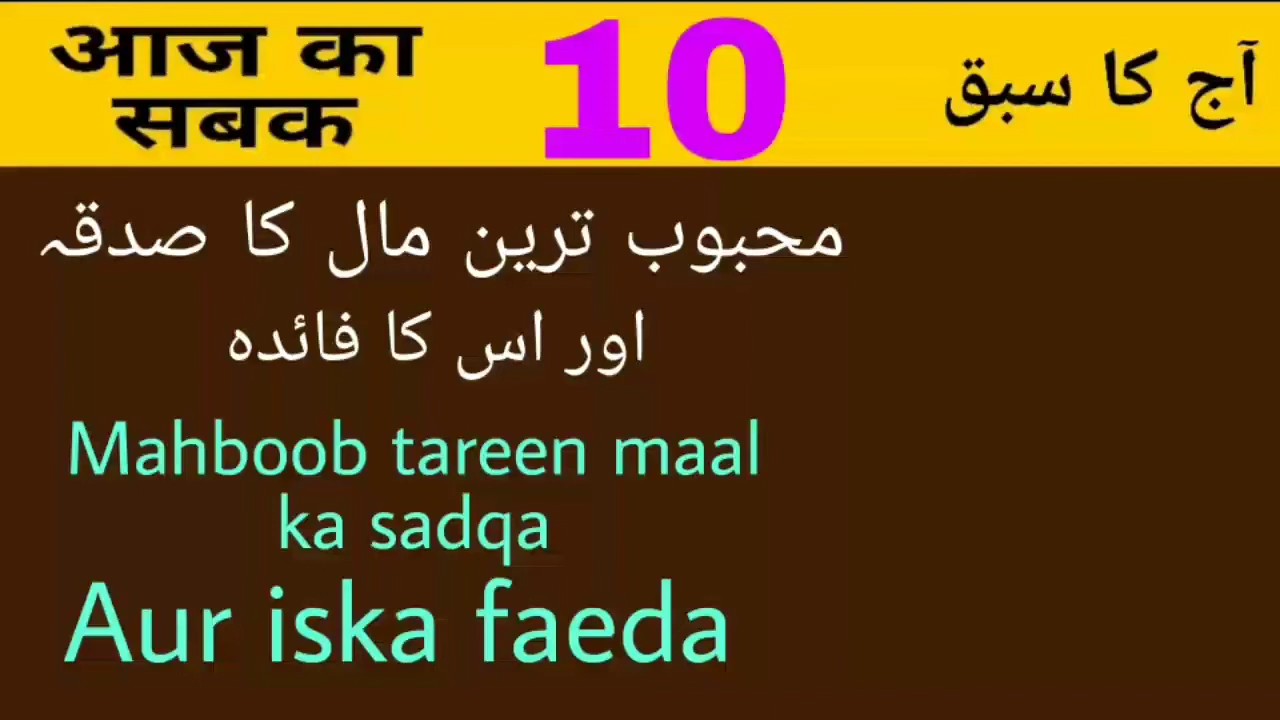 आज का
सबक
10
آج کا سبق
محبوب ترین مال کا صدقہ
اور اس کا فائدہ
Mahboob tareen maal
ka sadqa
Aur iska faeda